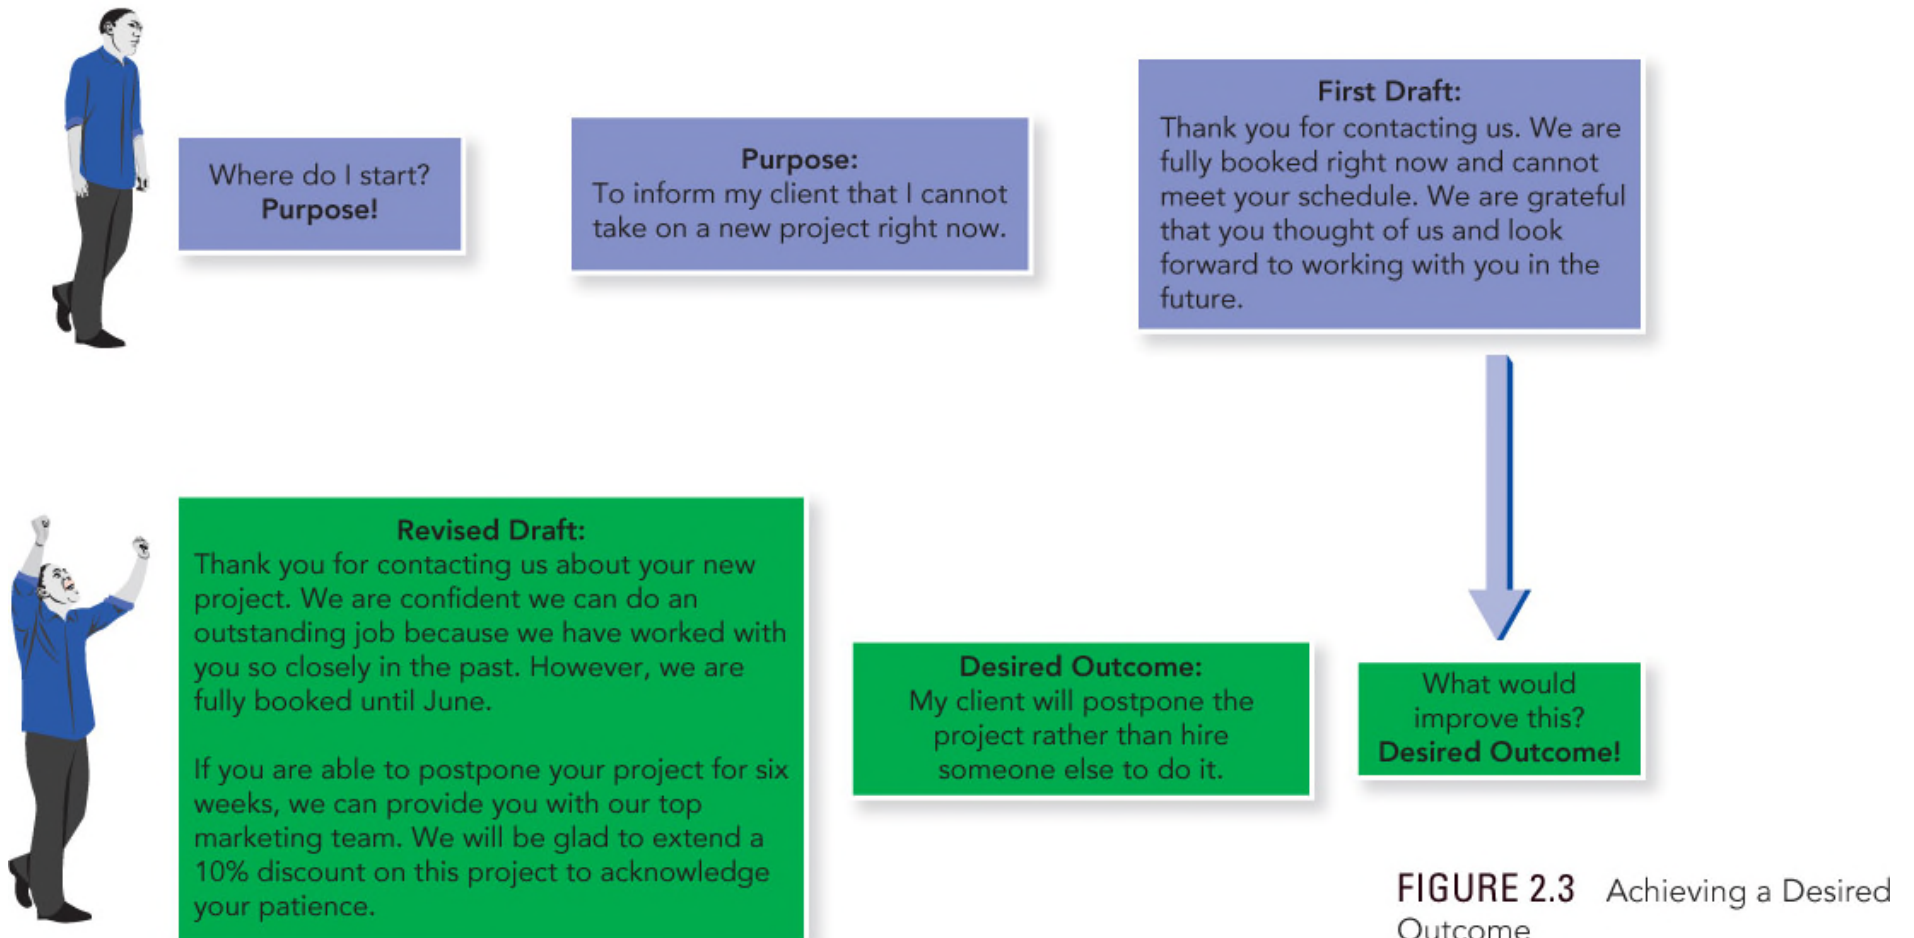 Where do I start?
Purpose!
Purpose:
To inform my client that I cannot
take on a new project right now.
First Draft:
Thank you for contacting us. We are
fully booked right now and cannot
meet your schedule. We are grateful
that you thought of us and look
forward to working with you in the
future.
What would
improve this?
Desired Outcome!
Desired Outcome:
My client will postpone the
project rather than hire
someone else to do it.
Revised Draft:
Thank you for contacting us about your new
project. We are confident we can do an
outstanding job because we have worked with
you so closely in the past. However, we are
fully booked until June.
If you are able to postpone your project for six
weeks, we can provide you with our top
marketing team. We will be glad to extend a
10% discount on this project to acknowledge
your patience.
FIGURE 2.3 Achieving a Desired
Outcome